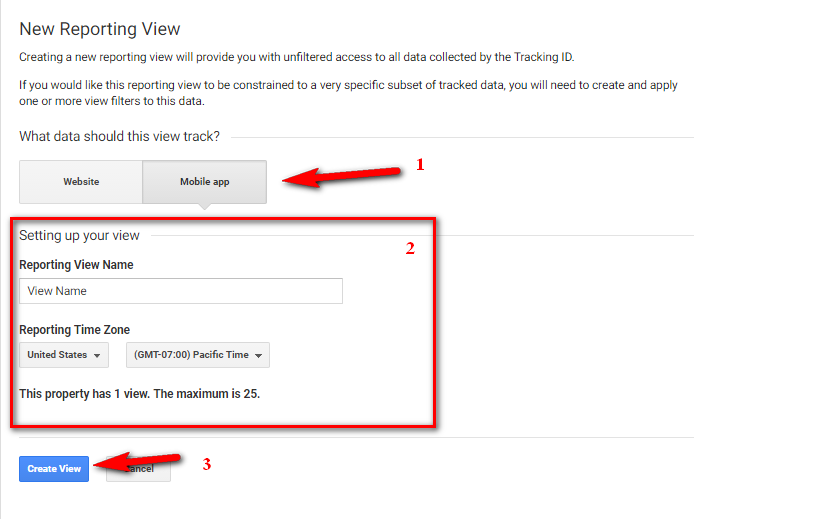 New Reporting View
Creating a new reporting view will provide you with unfiltered access to all data collected by the Tracking ID.
If you would like this reporting view to be constrained to a very specific subset of tracked data, you will need to create and apply
one or more view filters to this data.
What data should this view track?
Website Mobile app
1
Setting up your view
2
Reporting View Name
View Name
Reporting Time Zone
United States (GMT-07:00) Pacific Time
This property has 1 view. The maximum is 25.
Create View Cancel
3